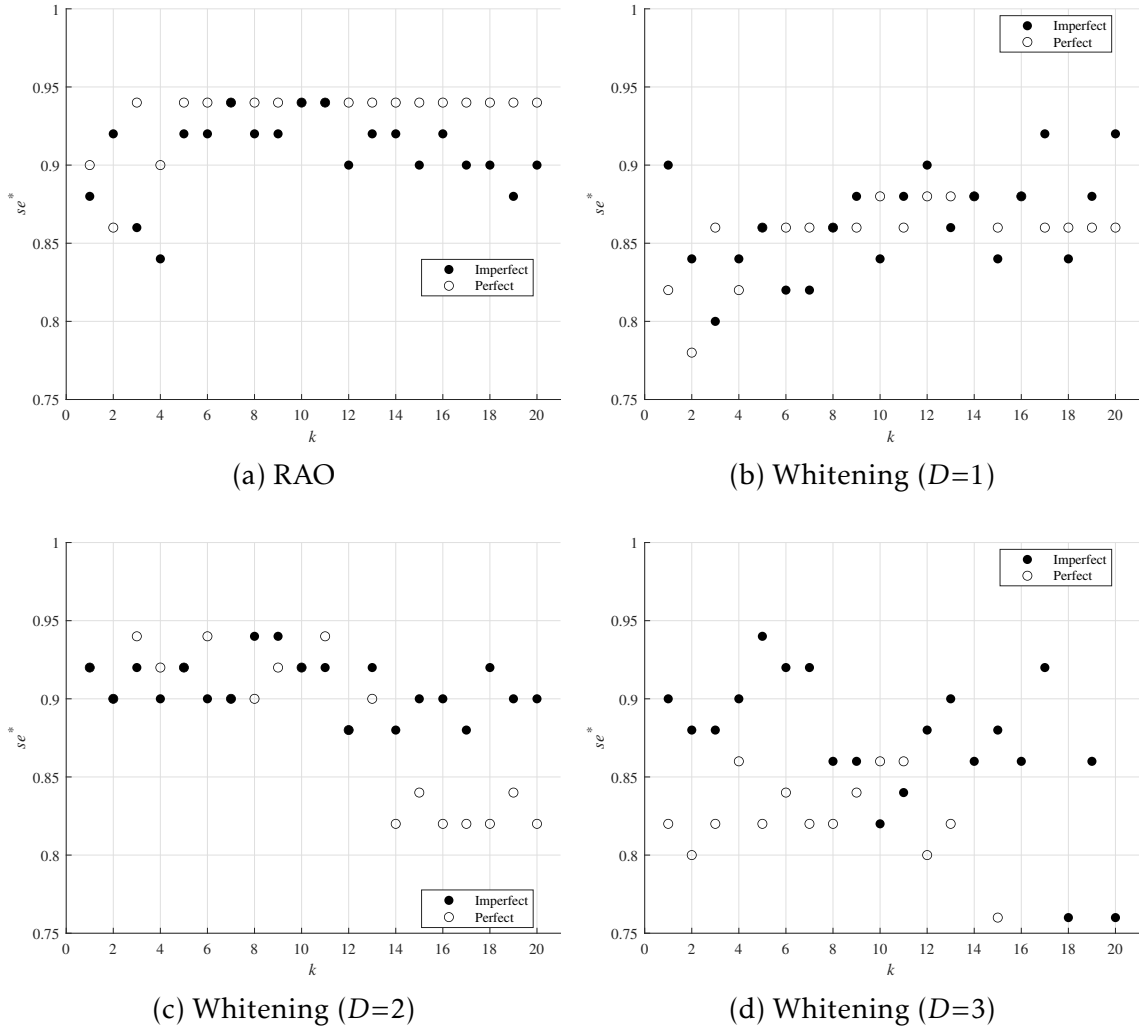 1
0.95
0.9
0.85
0.8
0.75
se*
0 2 4 6 8 10 12 14 16 18 20
k
Imperfect
Perfect
(a) RAO
1
0.95
0.9
0.85
0.8
0.75
se*
0 2 4 6 8 10 12 14 16 18 20
k
Imperfect
Perfect
(b) Whitening (D=1)
1
0.95
0.9
0.85
0.8
0.75
se*
0 2 4 6 8 10 12 14 16 18 20
k
Imperfect
Perfect
(c) Whitening (D=2)
1
0.95
0.9
0.85
0.8
0.75
se*
0 2 4 6 8 10 12 14 16 18 20
k
Imperfect
Perfect
(d) Whitening (D=3)